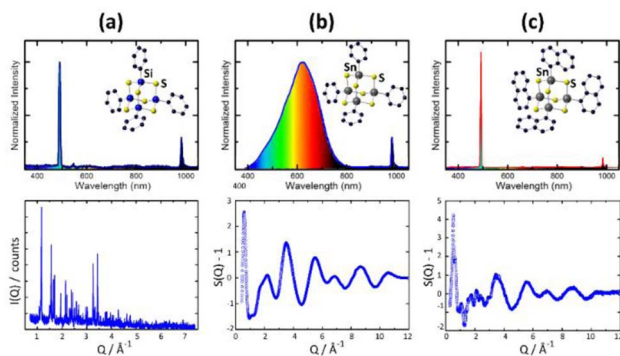 (a) (b) (c)
Normalized Intensity
Si
S
400 600 800 1000
Wavelength (nm)
Normalized Intensity
Sn
S
400 600 800 1000
Wavelength (nm)
Normalized Intensity
Sn
S
400 600 800 1000
Wavelength (nm)
I(Q) / counts
1 2 3 4 5 6 7
Q / Å⁻¹
S(Q) - 1
3
2
1
0
-1
-2
0 2 4 6 8 10 12
Q / Å⁻¹
S(Q) - 1
5
4
3
2
1
0
-1
-2
0 2 4 6 8 10 12
Q / Å⁻¹